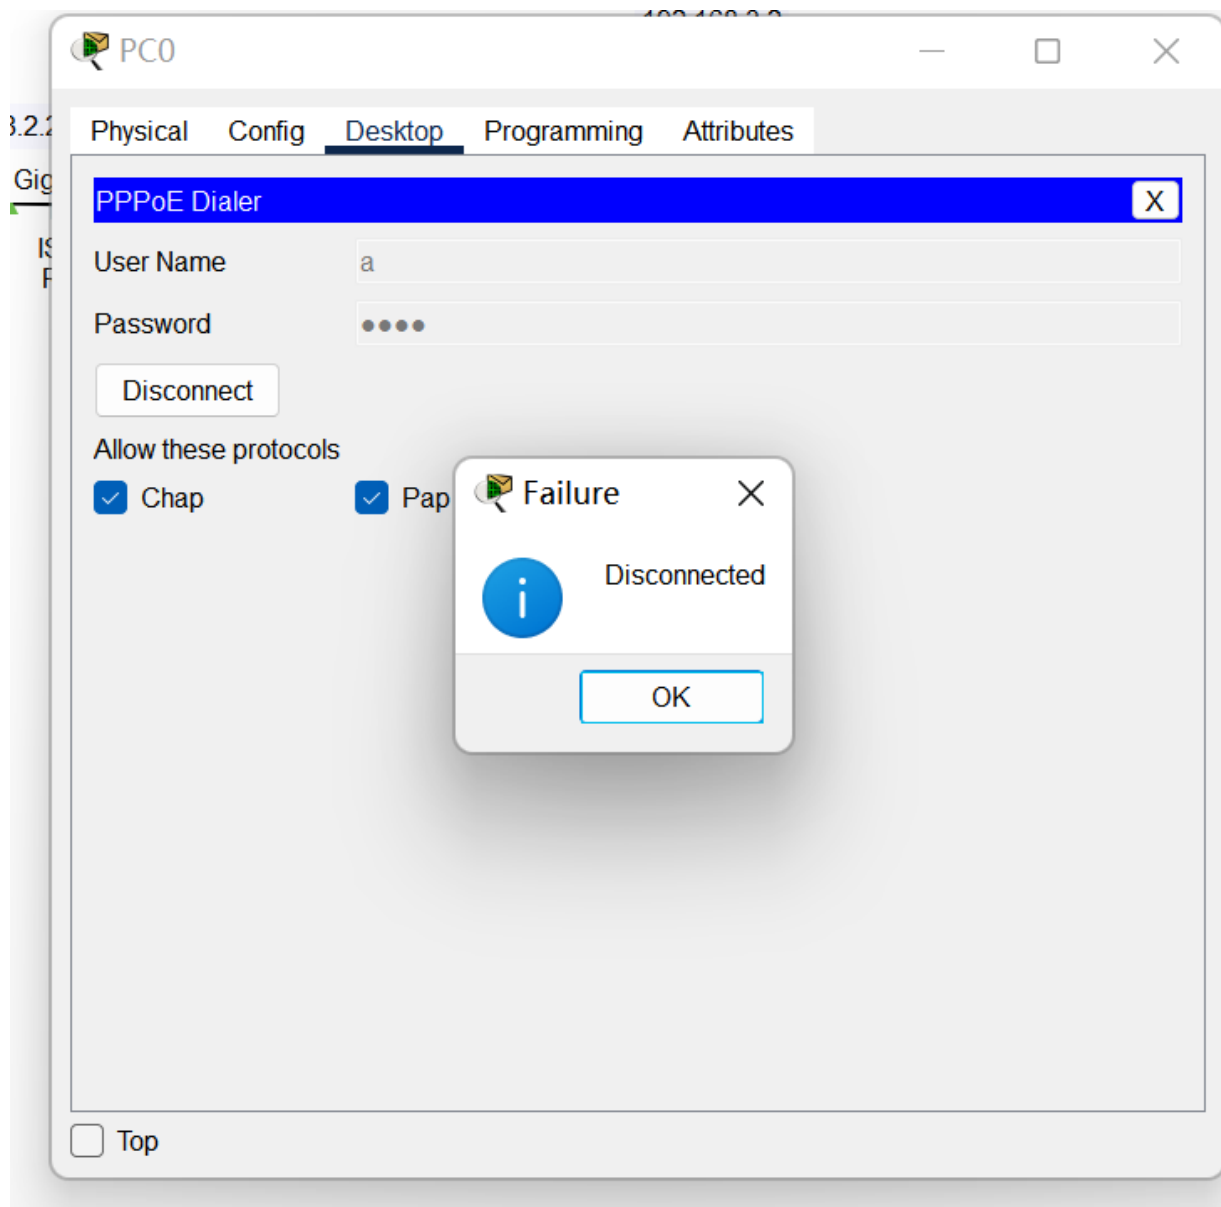 PC0
Physical Config Desktop Programming Attributes
Gig
PPPoE Dialer X
User Name a
Password ●●●●
Disconnect
Allow these protocols
Chap Pap
Failure
Disconnected
OK
Top